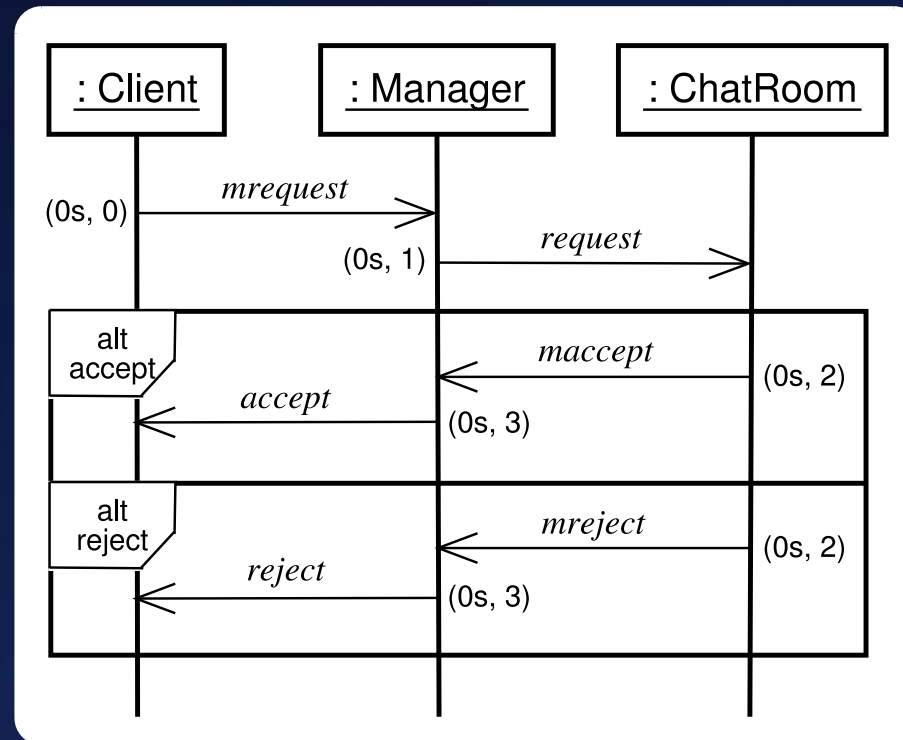 : Client
: Manager
: ChatRoom
mrequest
(0s, 0)
request
(0s, 1)
alt
accept
maccept
(0s, 2)
accept
(0s, 3)
alt
reject
mreject
(0s, 2)
reject
(0s, 3)